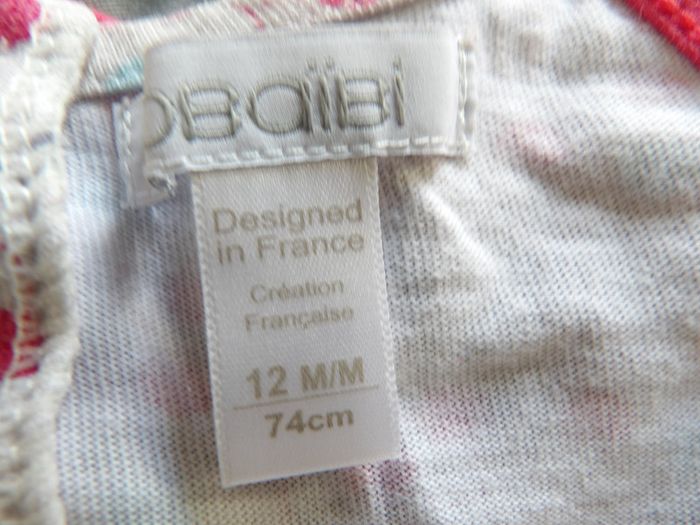 OBAÏBI
Designed
in France
Création
Française
12 M/M
74cm